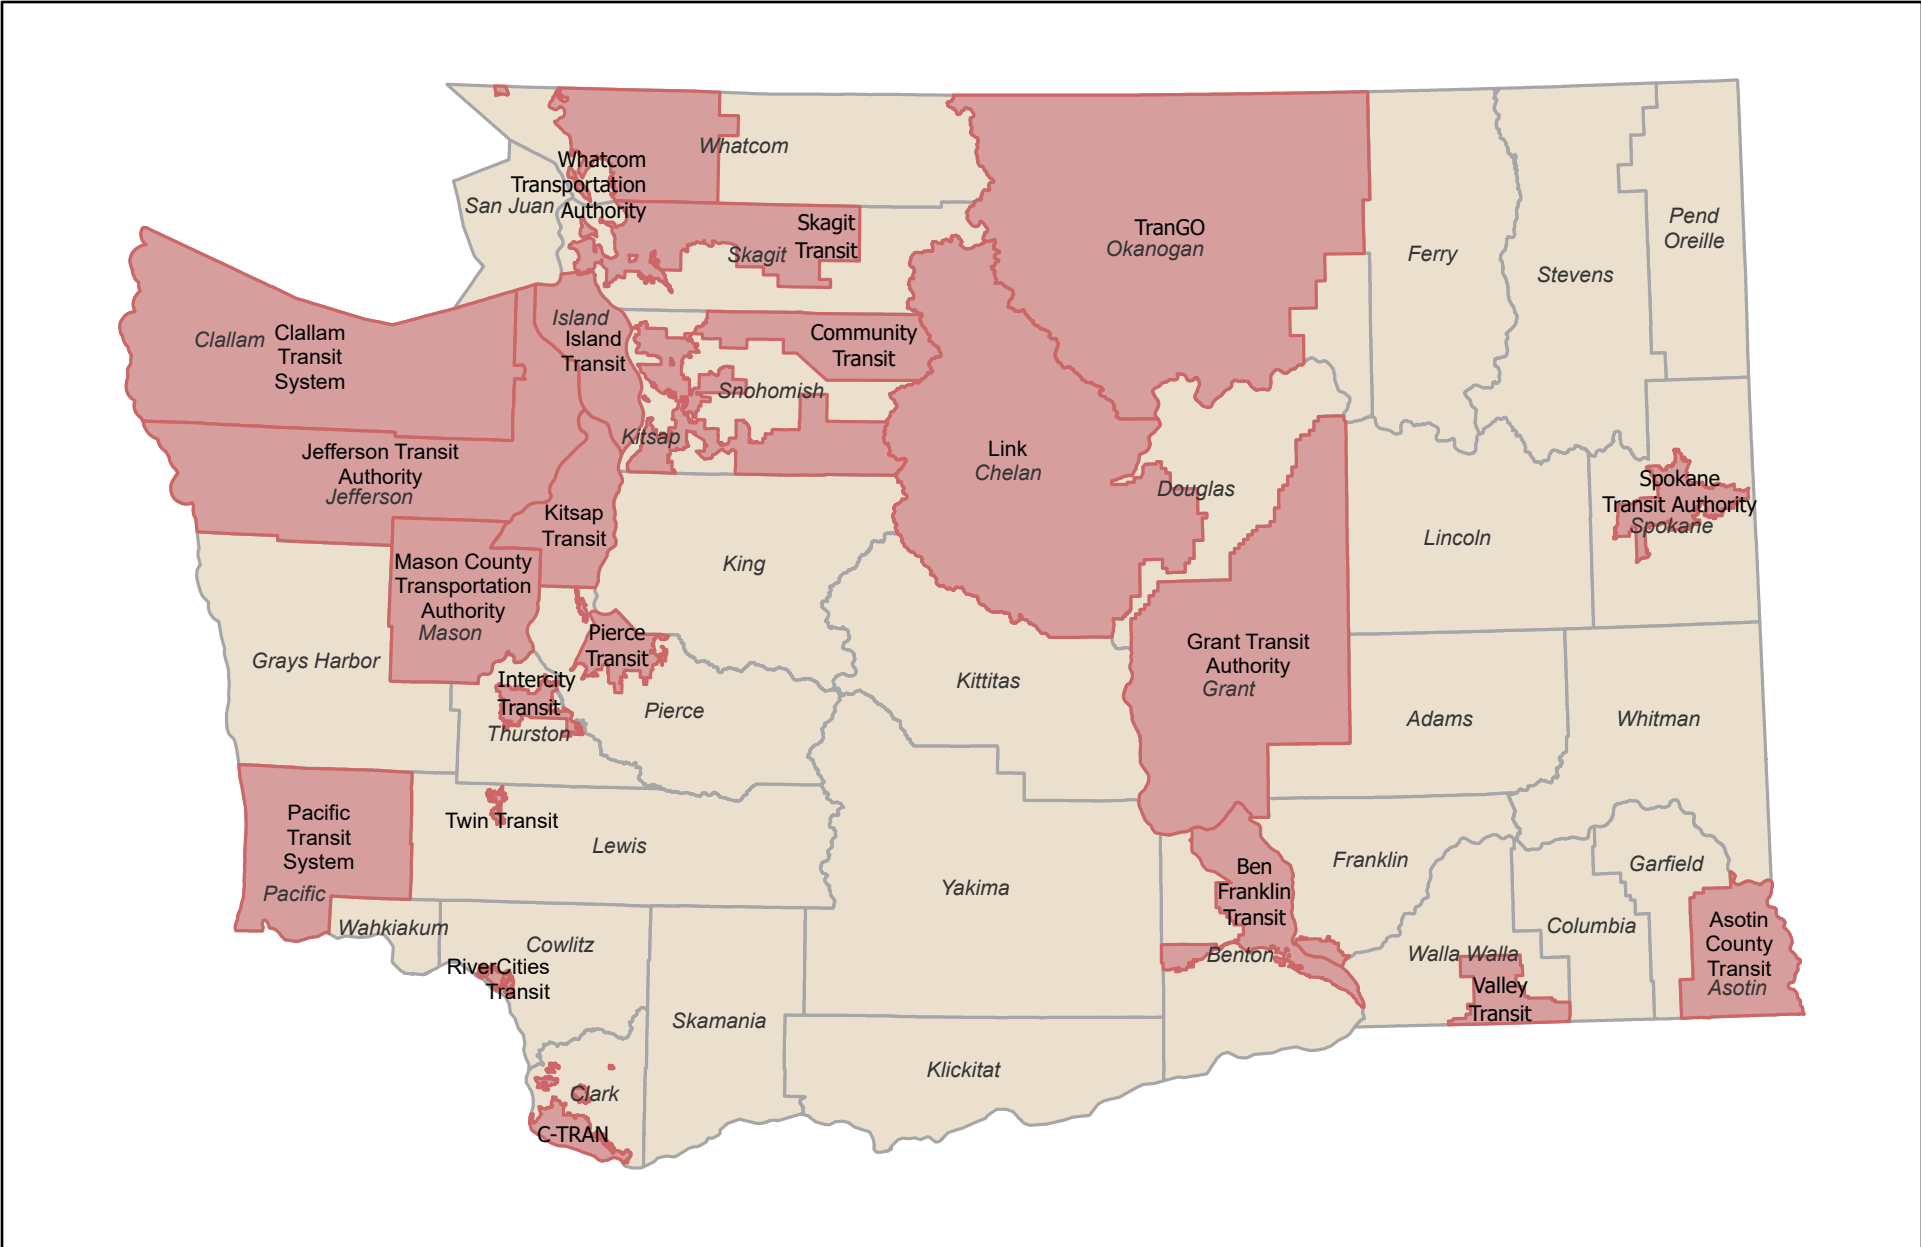 Whatcom
Whatcom
Transportation
Authority
San Juan
Skagit
Transit
Skagit
TranGO
Okanogan
Ferry
Stevens
Pend
Oreille
Clallam
Clallam
Transit
System
Island
Island
Transit
Community
Transit
Snohomish
Kitsap
Jefferson Transit
Authority
Jefferson
Link
Chelan
Douglas
Spokane
Transit Authority
Spokane
Kitsap
Transit
King
Lincoln
Mason County
Transportation
Authority
Mason
Grays Harbor
Pierce
Transit
Intercity
Transit
Thurston
Pierce
Kittitas
Grant Transit
Authority
Grant
Adams
Whitman
Pacific
Transit
System
Pacific
Twin Transit
Lewis
Yakima
Ben
Franklin
Transit
Benton
Franklin
Garfield
Columbia
Walla Walla
Valley
Transit
Asotin
County
Transit
Asotin
Wahkiakum
Cowlitz
RiverCities
Transit
Skamania
Klickitat
Clark
C-TRAN